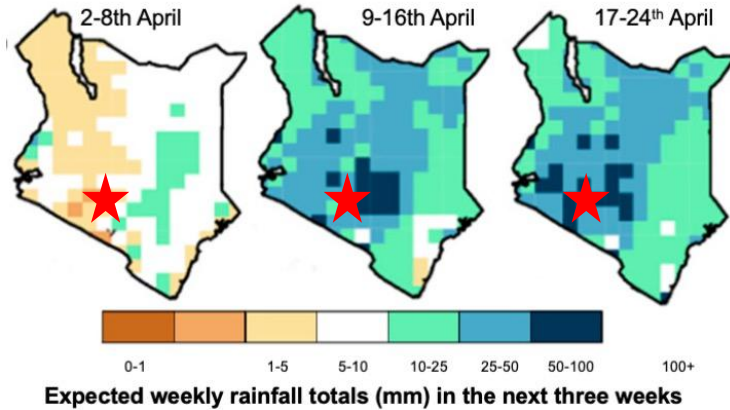 2-8th April
9-16th April
17-24th April
0-1
1-5
5-10
10-25
25-50
50-100
100+
Expected weekly rainfall totals (mm) in the next three weeks